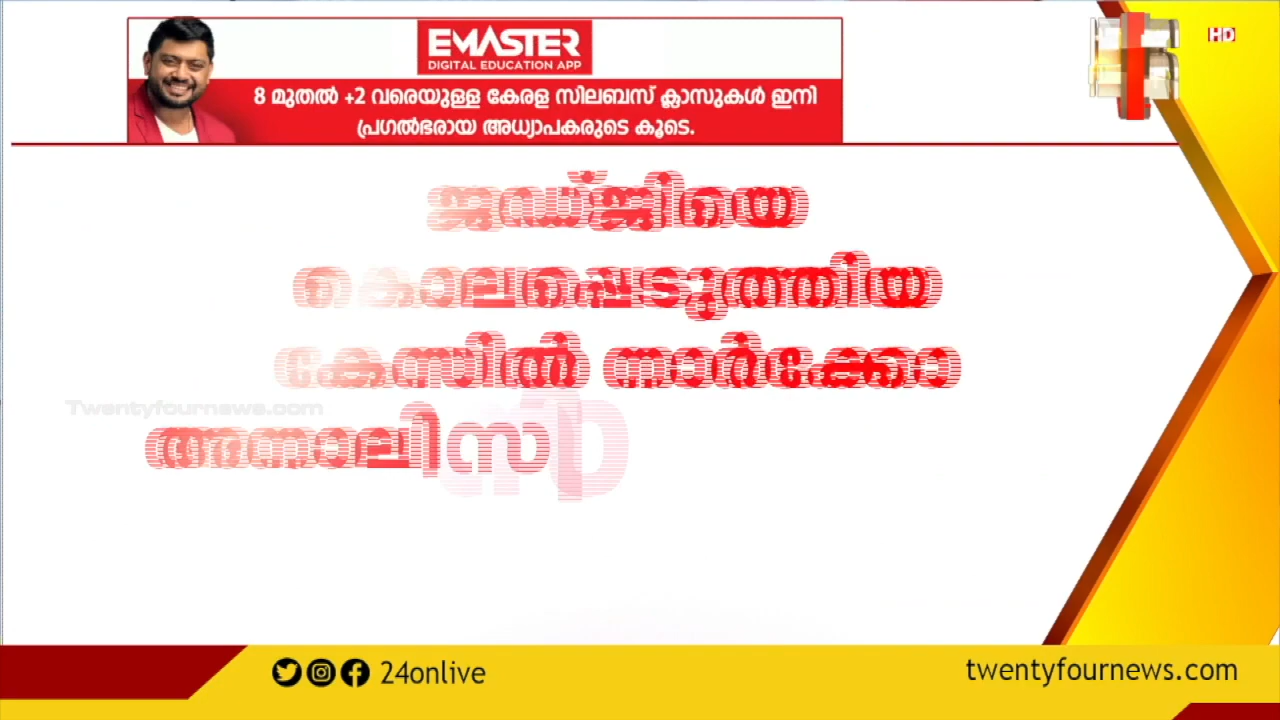 EMASTER
DIGITAL EDUCATION APP
8 മുതൽ +2 വരെയുള്ള കേരള സിലബസ് ക്ലാസുകൾ ഇനി
പ്രഗൽഭരായ അധ്യാപകരുടെ കൂടെ.
HD
ജഡ്ജിയെ
കൊലപ്പെടുത്തിയ
കേസിൽ നാർക്കോ
Twentyfournews.com
24onlive
twentyfournews.com